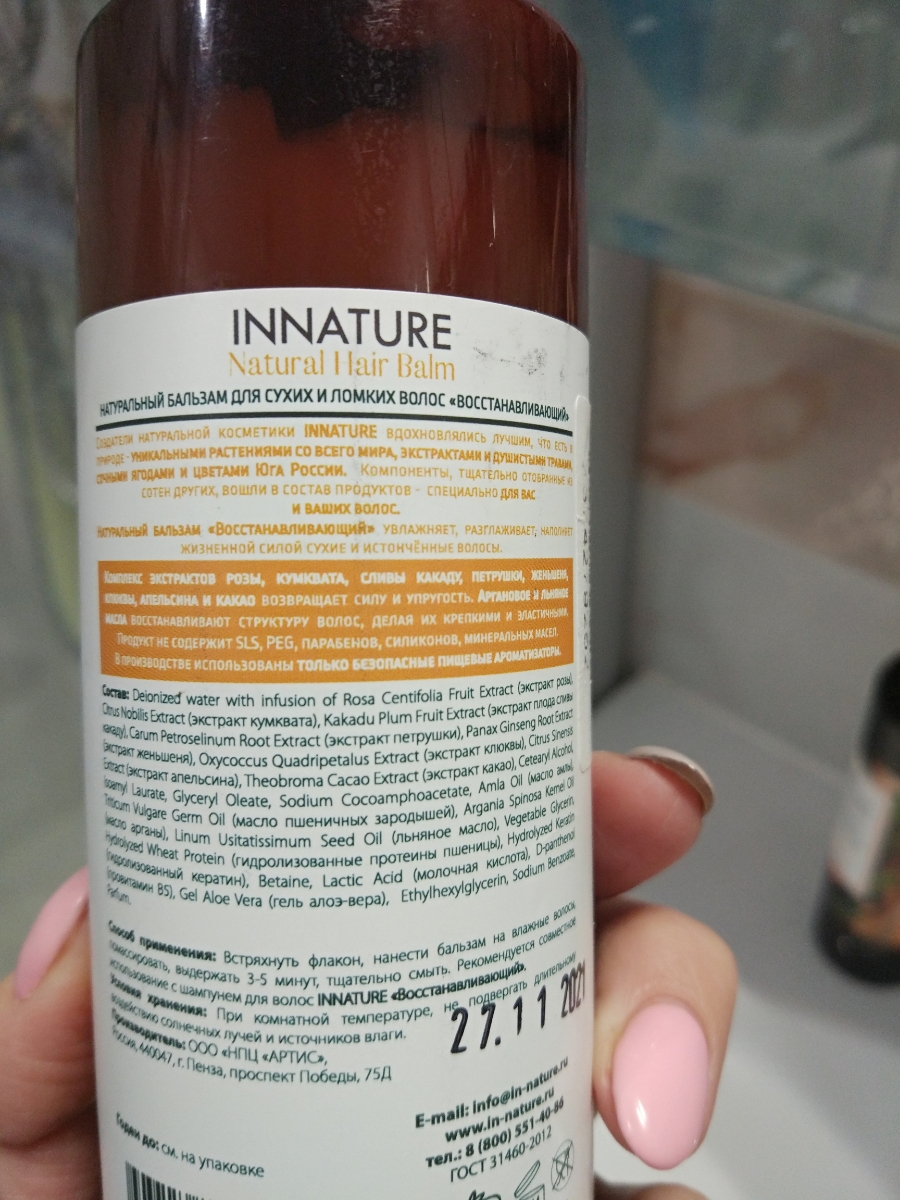 INNATURE
Natural Hair Balm
НАТУРАЛЬНЫЙ БАЛЬЗАМ ДЛЯ СУХИХ И ЛОМКИХ ВОЛОС «ВОССТАНАВЛИВАЮЩИЙ»
СОЗДАТЕЛИ НАТУРАЛЬНОЙ КОСМЕТИКИ INNATURE ВДОХНОВЛЯЛИСЬ ЛУЧШИМ, ЧТО ЕСТЬ В
ПРИРОДЕ - УНИКАЛЬНЫМИ РАСТЕНИЯМИ СО ВСЕГО МИРА, ЭКСТРАКТАМИ И ДУШИСТЫМИ ТРАВАМИ,
СОЧНЫМИ ЯГОДАМИ И ЦВЕТАМИ ЮГА РОССИИ. КОМПОНЕНТЫ, ТЩАТЕЛЬНО ОТОБРАННЫЕ ИЗ
СОТЕН ДРУГИХ, ВОШЛИ В СОСТАВ ПРОДУКТОВ - СПЕЦИАЛЬНО ДЛЯ ВАС
И ВАШИХ ВОЛОС.
НАТУРАЛЬНЫЙ БАЛЬЗАМ «ВОССТАНАВЛИВАЮЩИЙ» УВЛАЖНЯЕТ, РАЗГЛАЖИВАЕТ, НАПОЛНЯЕТ
ЖИЗНЕННОЙ СИЛОЙ СУХИЕ И ИСТОНЧЁННЫЕ ВОЛОСЫ.
КОМПЛЕКС ЭКСТРАКТОВ РОЗЫ, КУМКВАТА, СЛИВЫ КАКАДУ, ПЕТРУШКИ, ЖЕНЬШЕНЯ,
КЛЮКВЫ, АПЕЛЬСИНА И КАКАО ВОЗВРАЩАЕТ СИЛУ И УПРУГОСТЬ. АРГАНОВОЕ И ЛЬНЯНОЕ
МАСЛА ВОССТАНАВЛИВАЮТ СТРУКТУРУ ВОЛОС, ДЕЛАЯ ИХ КРЕПКИМИ И ЭЛАСТИЧНЫМИ.
ПРОДУКТ НЕ СОДЕРЖИТ SLS, PEG, ПАРАБЕНОВ, СИЛИКОНОВ, МИНЕРАЛЬНЫХ МАСЕЛ.
В ПРОИЗВОДСТВЕ ИСПОЛЬЗОВАНЫ ТОЛЬКО БЕЗОПАСНЫЕ ПИЩЕВЫЕ АРОМАТИЗАТОРЫ.
Состав: Deionized water with infusion of Rosa Centifolia Fruit Extract (экстракт розы),
Citrus Nobilis Extract (экстракт кумквата), Kakadu Plum Fruit Extract (экстракт плода сливы
какаду), Carum Petroselinum Root Extract (экстракт петрушки), Panax Ginseng Root Extract
(экстракт женьшеня), Oxycoccus Quadripetalus Extract (экстракт клюквы), Citrus Sinensis
Extract (экстракт апельсина), Theobroma Cacao Extract (экстракт какао), Cetearyl Alcohol,
Isoamyl Laurate, Glyceryl Oleate, Sodium Cocoamphoacetate, Amla Oil (масло амлы),
Triticum Vulgare Germ Oil (масло пшеничных зародышей), Argania Spinosa Kernel Oil
(масло арганы), Linum Usitatissimum Seed Oil (льняное масло), Vegetable Glycerin,
Hydrolyzed Wheat Protein (гидролизованные протеины пшеницы), Hydrolyzed Keratin
(гидролизованный кератин), Betaine, Lactic Acid (молочная кислота), D-panthenol
(провитамин B5), Gel Aloe Vera (гель алоэ-вера), Ethylhexylglycerin, Sodium Benzoate,
Parfum.
Способ применения: Встряхнуть флакон, нанести бальзам на влажные волосы,
помассировать, выдержать 3-5 минут, тщательно смыть. Рекомендуется совместное
использование с шампунем для волос INNATURE «Восстанавливающий».
Условия хранения: При комнатной температуре, не подвергать длительному
воздействию солнечных лучей и источников влаги.
27.11 2021
Производитель: ООО «НПЦ «АРТИС»,
Россия, 440047, г. Пенза, проспект Победы, 75Д
E-mail: info@in-nature.ru
www.in-nature.ru
тел.: 8 (800) 551-40-86
ГОСТ 31460-2012
Годен до: см. на упаковке